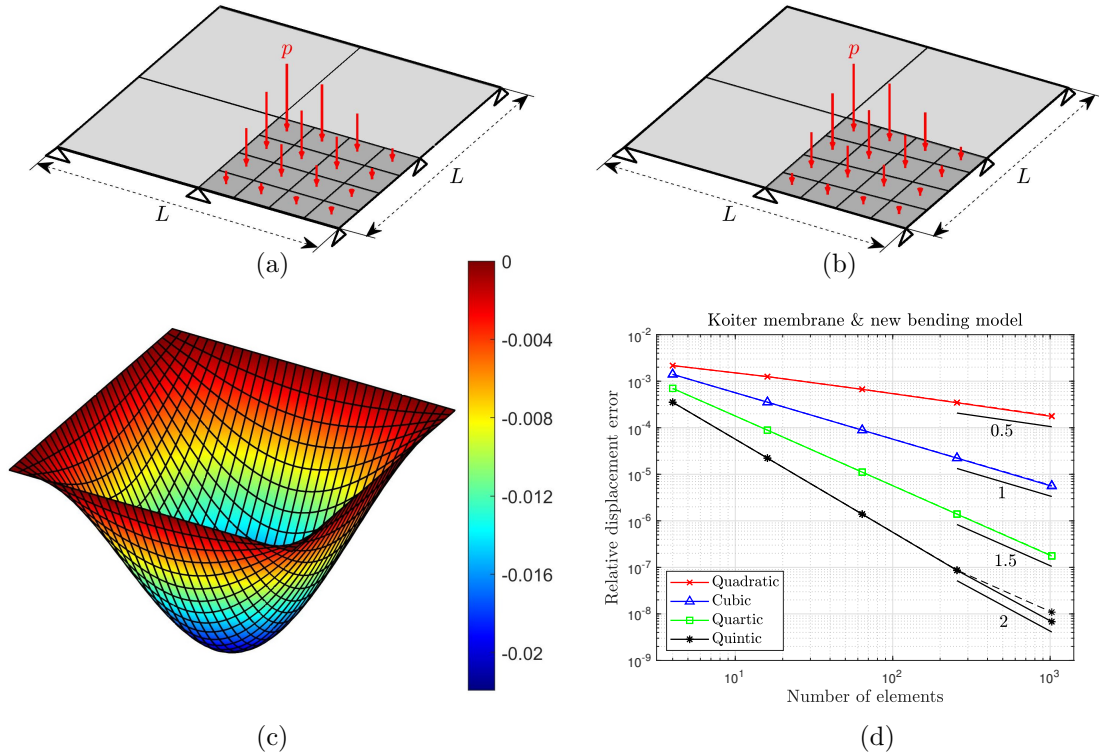 p
L
L
(a)
p
L
L
(b)
0
-0.004
-0.008
-0.012
-0.016
-0.02
(c)
Koiter membrane & new bending model
Relative displacement error
10^-2
10^-3
10^-4
10^-5
10^-6
10^-7
10^-8
10^-9
0.5
1
1.5
2
Quadratic
Cubic
Quartic
Quintic
10^1
10^2
10^3
Number of elements
(d)